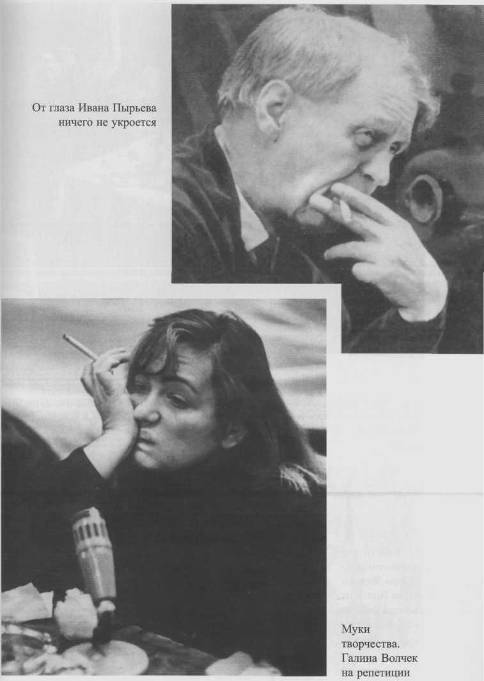 От глаза Ивана Пырьева
ничего не укроется
Муки
творчества.
Галина Волчек
на репетиции